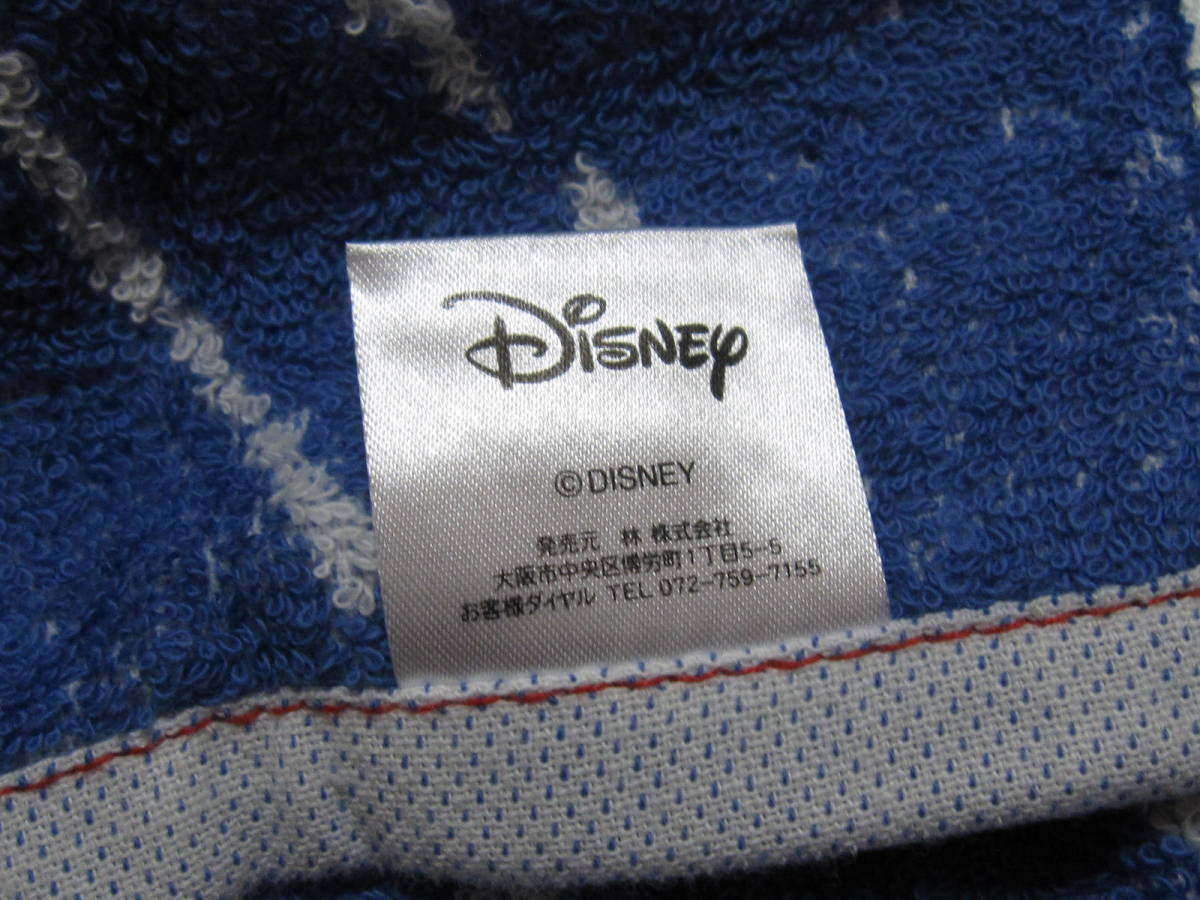 Disney
©DISNEY
発売元 林 株式会社
大阪市中央区博労町1丁目5-5
お客様ダイヤル TEL 072-759-7155